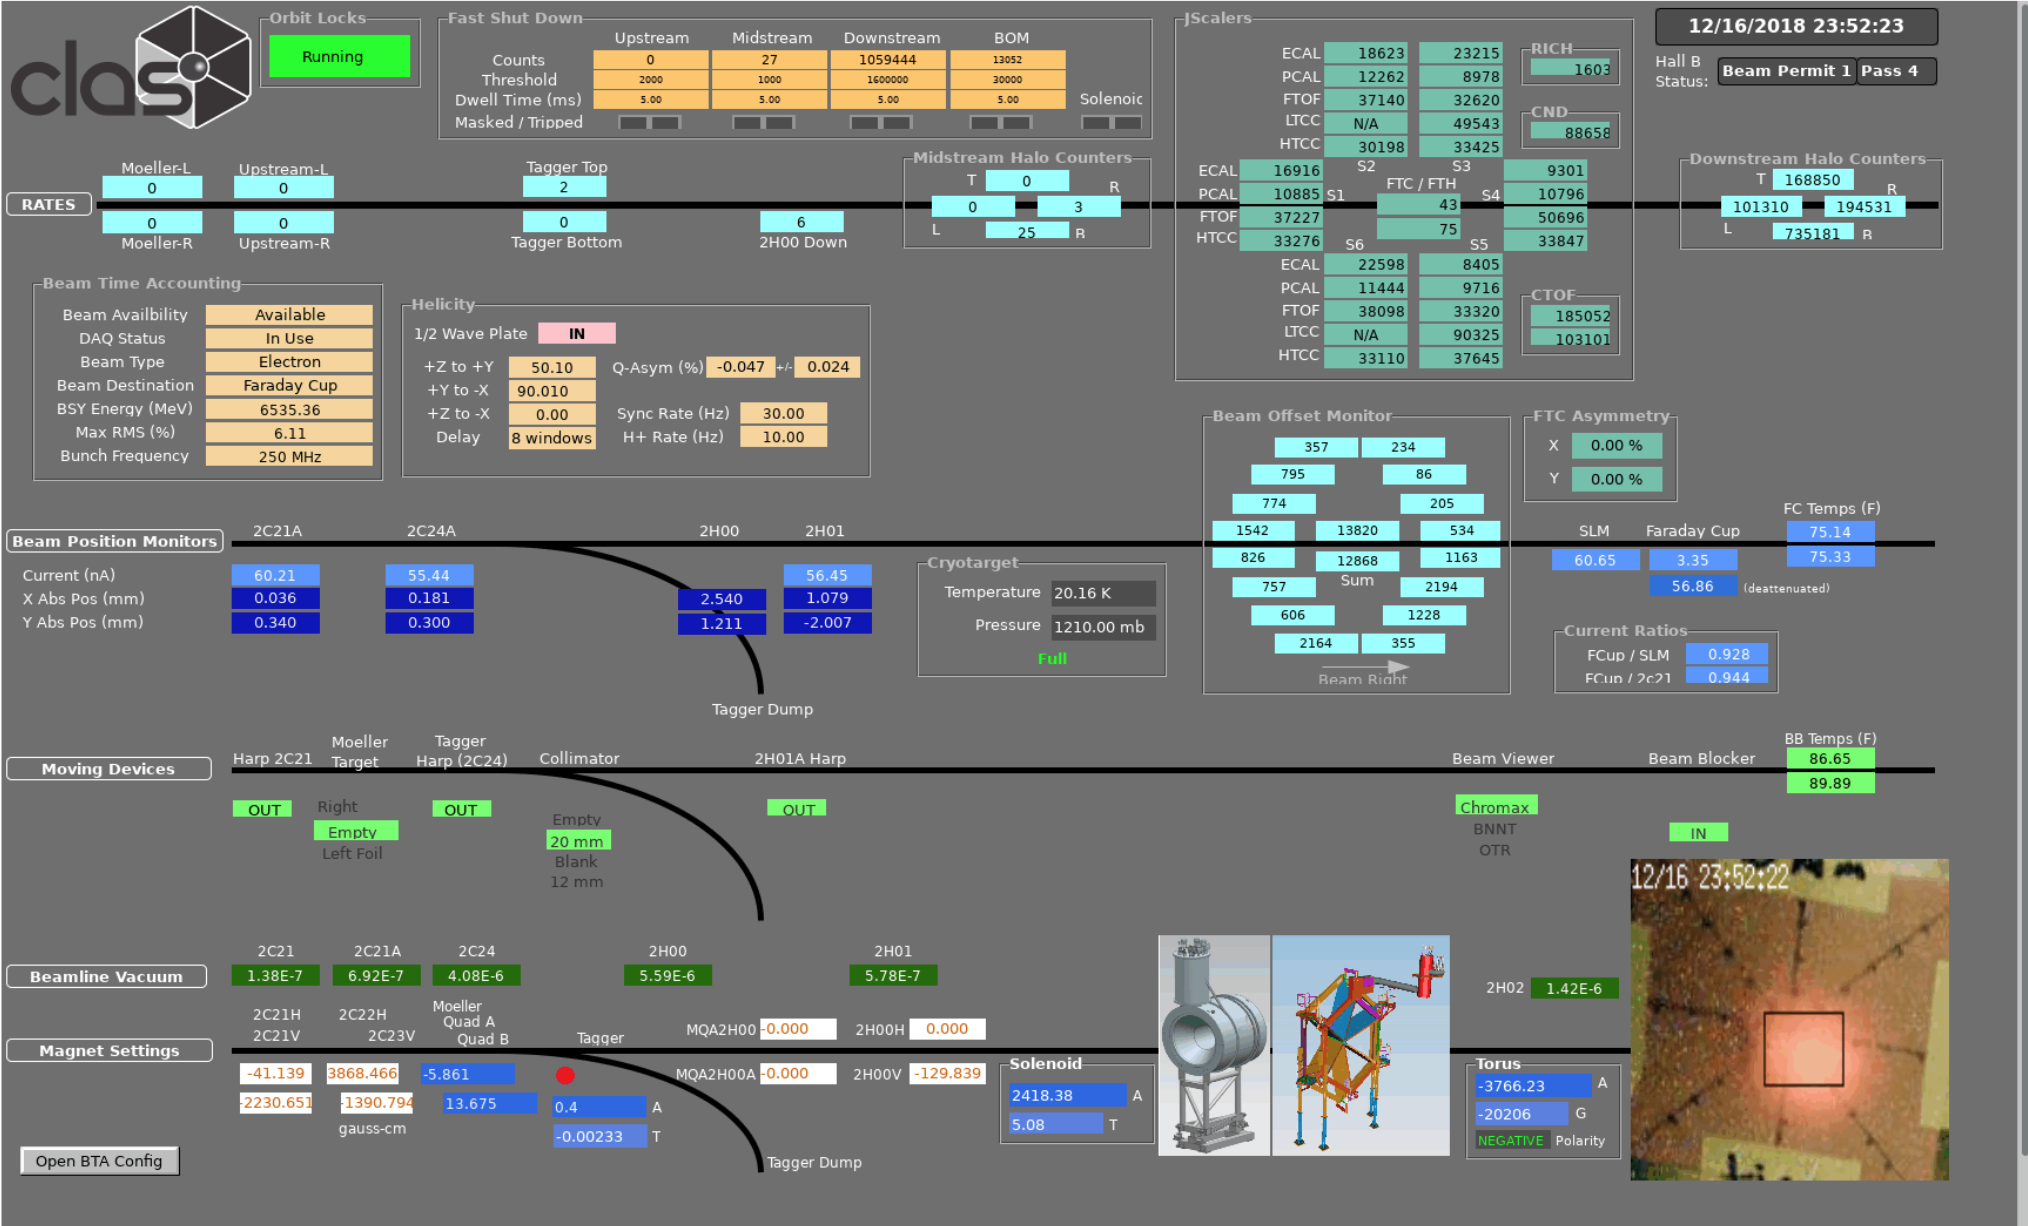 clas
Orbit Locks
Running
Fast Shut Down
Upstream Midstream Downstream BOM
Counts 0 27 1059444 13052
Threshold 2000 1000 1600000 30000
Dwell Time (ms) 5.00 5.00 5.00 5.00 Solenoid
Masked / Tripped
JScalers
ECAL 18623 23215
PCAL 12262 8978
FTOF 37140 32620
LTCC N/A 49543
HTCC 30198 33425
S2 S3
ECAL 16916 9301
FTC / FTH
PCAL 10885 S1 43 S4 10796
FTOF 37227 75 50696
HTCC 33276 33847
S6 S5
ECAL 22598 8405
PCAL 11444 9716
FTOF 38098 33320
LTCC N/A 90325
HTCC 33110 37645
RICH
1603
CND
88658
CTOF
185052
103101
12/16/2018 23:52:23
Hall B
Status: Beam Permit 1 Pass 4
RATES
Moeller-L Upstream-L Tagger Top
0 0 2
0 0 0 6
Moeller-R Upstream-R Tagger Bottom 2H00 Down
Midstream Halo Counters
T 0 R
0 3
L 25 B
Downstream Halo Counters
T 168850 R
101310 194531
L 735181 B
Beam Time Accounting
Beam Availbility Available
DAQ Status In Use
Beam Type Electron
Beam Destination Faraday Cup
BSY Energy (MeV) 6535.36
Max RMS (%) 6.11
Bunch Frequency 250 MHz
Helicity
1/2 Wave Plate IN
+Z to +Y 50.10 Q-Asym (%) -0.047 +/- 0.024
+Y to -X 90.010
+Z to -X 0.00 Sync Rate (Hz) 30.00
Delay 8 windows H+ Rate (Hz) 10.00
Beam Offset Monitor
357 234
795 86
774 205
1542 13820 534
826 12868 1163
Sum
757 2194
606 1228
2164 355
Beam Right
FTC Asymmetry
X 0.00 %
Y 0.00 %
Beam Position Monitors
2C21A 2C24A 2H00 2H01
Current (nA) 60.21 55.44 56.45
X Abs Pos (mm) 0.036 0.181 2.540 1.079
Y Abs Pos (mm) 0.340 0.300 1.211 -2.007
Tagger Dump
Cryotarget
Temperature 20.16 K
Pressure 1210.00 mb
Full
FC Temps (F)
SLM Faraday Cup 75.14
60.65 3.35 75.33
56.86 (deattenuated)
Current Ratios
FCup / SLM 0.928
FCup / 2c21 0.944
Moving Devices
Harp 2C21
Moeller
Target
Tagger
Harp (2C24)
Collimator
2H01A Harp
Beam Viewer
Beam Blocker
BB Temps (F)
86.65
89.89
OUT
Right
Empty
Left Foil
OUT
Empty
20 mm
Blank
12 mm
OUT
Chromax
BNNT
OTR
IN
12/16 23:52:22
Beamline Vacuum
2C21 2C21A 2C24 2H00 2H01
1.38E-7 6.92E-7 4.08E-6 5.59E-6 5.78E-7
2H02 1.42E-6
Magnet Settings
2C21H
2C21V
2C22H
2C23V
Moeller
Quad A
Quad B
Tagger
MQA2H00 -0.000 2H00H 0.000
MQA2H00A -0.000 2H00V -129.839
-41.139 3868.466 -5.861
-2230.651 -1390.794 13.675
gauss-cm
0.4 A
-0.00233 T
Tagger Dump
Solenoid
2418.38 A
5.08 T
Torus
-3766.23 A
-20206 G
NEGATIVE Polarity
Open BTA Config